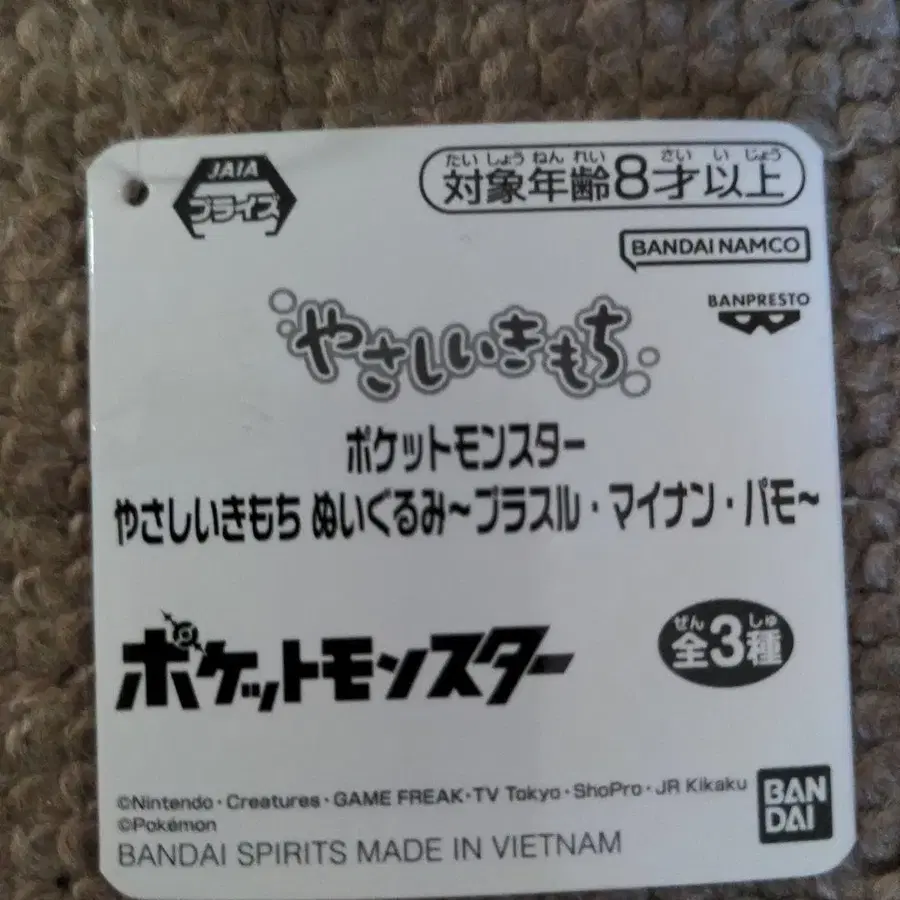 JAIA
プライズ
たいしょうねんれい さいいじょう
対象年齢8才以上
BANDAI NAMCO
BANPRESTO
やさしいきもち
ポケットモンスター
やさしいきもち ぬいぐるみ~プラスル・マイナン・パモ~
ポケットモンスター
ぜん しゅ
全3種
©Nintendo・Creatures・GAME FREAK・TV Tokyo・ShoPro・JR Kikaku
©Pokémon
BANDAI SPIRITS MADE IN VIETNAM
BAN
DAI